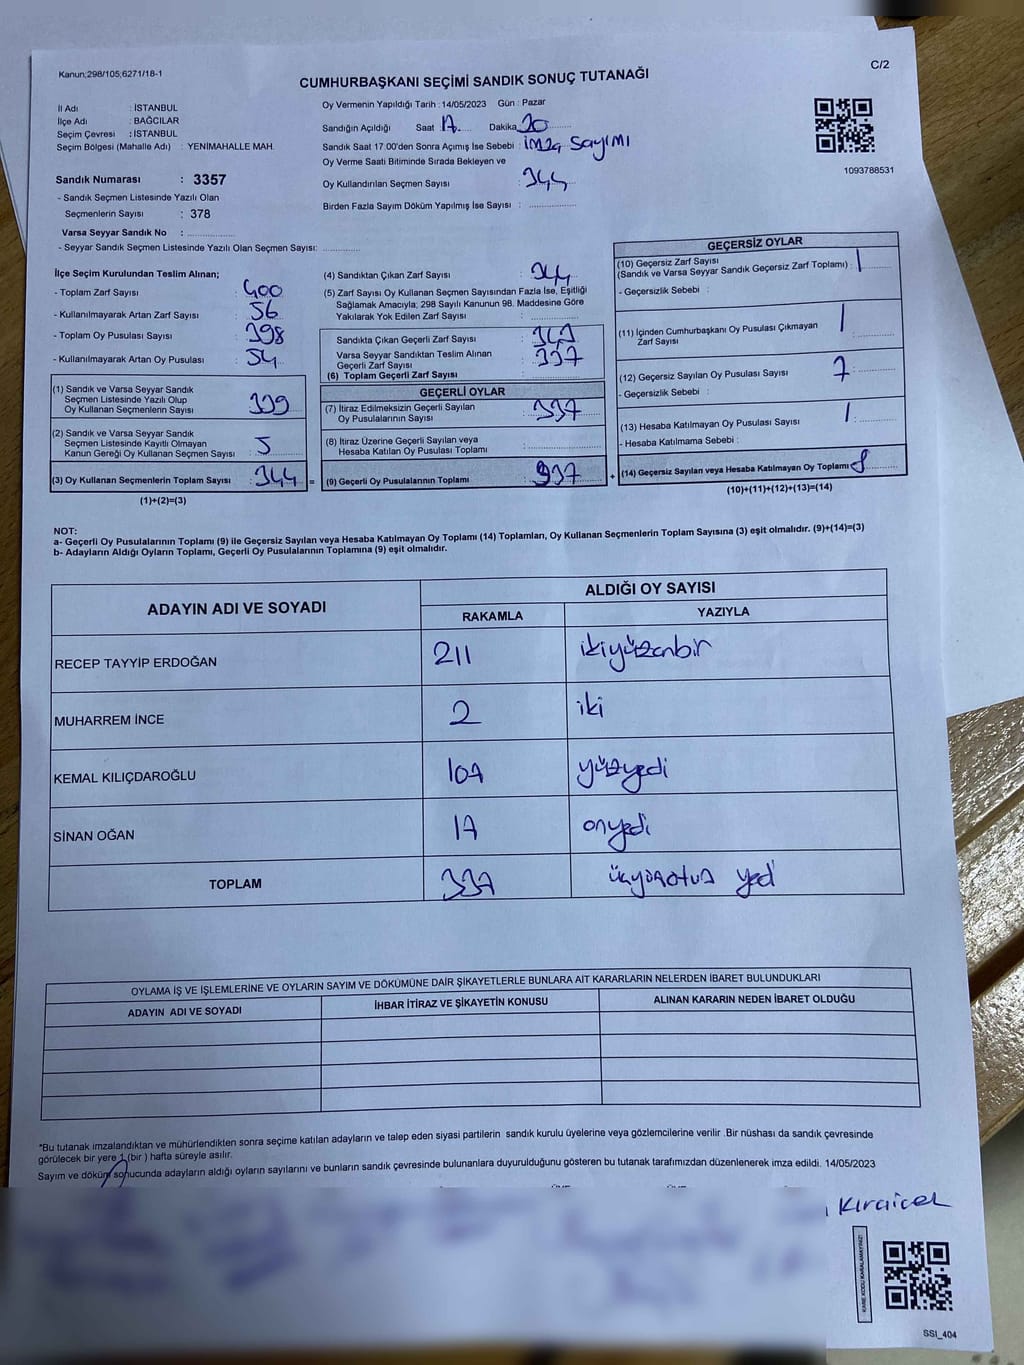 Kanun;298/105;6271/18-1
C/2
CUMHURBAŞKANI SEÇİMİ SANDIK SONUÇ TUTANAĞI
İl Adı : İSTANBUL
İlçe Adı : BAĞCILAR
Seçim Çevresi : İSTANBUL
Seçim Bölgesi (Mahalle Adı) : YENİMAHALLE MAH.
Oy Vermenin Yapıldığı Tarih : 14/05/2023 Gün : Pazar
Sandığın Açıldığı Saat 17 Dakika 20
Sandık Saat 17:00'den Sonra Açımış İse Sebebi : imza sayımı
Oy Verme Saati Bitiminde Sırada Bekleyen ve
Oy Kullandırılan Seçmen Sayısı : 344
Birden Fazla Sayım Döküm Yapılmış İse Sayısı :
1093788531
Sandık Numarası : 3357
- Sandık Seçmen Listesinde Yazılı Olan
Seçmenlerin Sayısı : 378
Varsa Seyyar Sandık No :
- Seyyar Sandık Seçmen Listesinde Yazılı Olan Seçmen Sayısı:
İlçe Seçim Kurulundan Teslim Alınan;
- Toplam Zarf Sayısı : 400
- Kullanılmayarak Artan Zarf Sayısı : 56
- Toplam Oy Pusulası Sayısı : 398
- Kullanılmayarak Artan Oy Pusulası : 54
(1) Sandık ve Varsa Seyyar Sandık
Seçmen Listesinde Yazılı Olup
Oy Kullanan Seçmenlerin Sayısı : 339
(2) Sandık ve Varsa Seyyar Sandık
Seçmen Listesinde Kayıtlı Olmayan
Kanun Gereği Oy Kullanan Seçmen Sayısı : 5
(3) Oy Kullanan Seçmenlerin Toplam Sayısı : 344 =
(1)+(2)=(3)
(4) Sandıktan Çıkan Zarf Sayısı : 344
(5) Zarf Sayısı Oy Kullanan Seçmen Sayısından Fazla İse, Eşitliği
Sağlamak Amacıyla; 298 Sayılı Kanunun 98. Maddesine Göre
Yakılarak Yok Edilen Zarf Sayısı :
Sandıkta Çıkan Geçerli Zarf Sayısı : 343
Varsa Seyyar Sandıktan Teslim Alınan
Geçerli Zarf Sayısı : 337
(6) Toplam Geçerli Zarf Sayısı :
GEÇERLİ OYLAR
(7) İtiraz Edilmeksizin Geçerli Sayılan
Oy Pusulalarının Sayısı : 337
(8) İtiraz Üzerine Geçerli Sayılan veya
Hesaba Katılan Oy Pusulası Toplamı :
(9) Geçerli Oy Pusulalarının Toplamı : 337 +
GEÇERSİZ OYLAR
(10) Geçersiz Zarf Sayısı
(Sandık ve Varsa Seyyar Sandık Geçersiz Zarf Toplamı) : 1
- Geçersizlik Sebebi :
(11) İçinden Cumhurbaşkanı Oy Pusulası Çıkmayan
Zarf Sayısı : 1
(12) Geçersiz Sayılan Oy Pusulası Sayısı : 7
- Geçersizlik Sebebi :
(13) Hesaba Katılmayan Oy Pusulası Sayısı : 1
- Hesaba Katılmama Sebebi :
(14) Geçersiz Sayılan veya Hesaba Katılmayan Oy Toplamı : 8
(10)+(11)+(12)+(13)=(14)
NOT:
a- Geçerli Oy Pusulalarının Toplamı (9) ile Geçersiz Sayılan veya Hesaba Katılmayan Oy Toplamı (14) Toplamları, Oy Kullanan Seçmenlerin Toplam Sayısına (3) eşit olmalıdır. (9)+(14)=(3)
b- Adayların Aldığı Oyların Toplamı, Geçerli Oy Pusulalarının Toplamına (9) eşit olmalıdır.
ADAYIN ADI VE SOYADI
ALDIĞI OY SAYISI
RAKAMLA YAZIYLA
RECEP TAYYİP ERDOĞAN 211 ikiyüzonbir
MUHARREM İNCE 2 iki
KEMAL KILIÇDAROĞLU 107 yüzyedi
SİNAN OĞAN 17 onyedi
TOPLAM 337 üçyüzotuz yedi
OYLAMA İŞ VE İŞLEMLERİNE VE OYLARIN SAYIM VE DÖKÜMÜNE DAİR ŞİKAYETLERLE BUNLARA AİT KARARLARIN NELERDEN İBARET BULUNDUKLARI
ADAYIN ADI VE SOYADI İHBAR İTİRAZ VE ŞİKAYETİN KONUSU ALINAN KARARIN NEDEN İBARET OLDUĞU
*Bu tutanak imzalandıktan ve mühürlendikten sonra seçime katılan adayların ve talep eden siyasi partilerin sandık kurulu üyelerine veya gözlemcilerine verilir .Bir nüshası da sandık çevresinde
görülecek bir yere 1 (bir ) hafta süreyle asılır.
Sayım ve döküm sonucunda adayların aldığı oyların sayılarını ve bunların sandık çevresinde bulunanlara duyurulduğunu gösteren bu tutanak tarafımızdan düzenlenerek imza edildi. 14/05/2023
KARE KODU KARALAMAYINIZ!
SSI_404